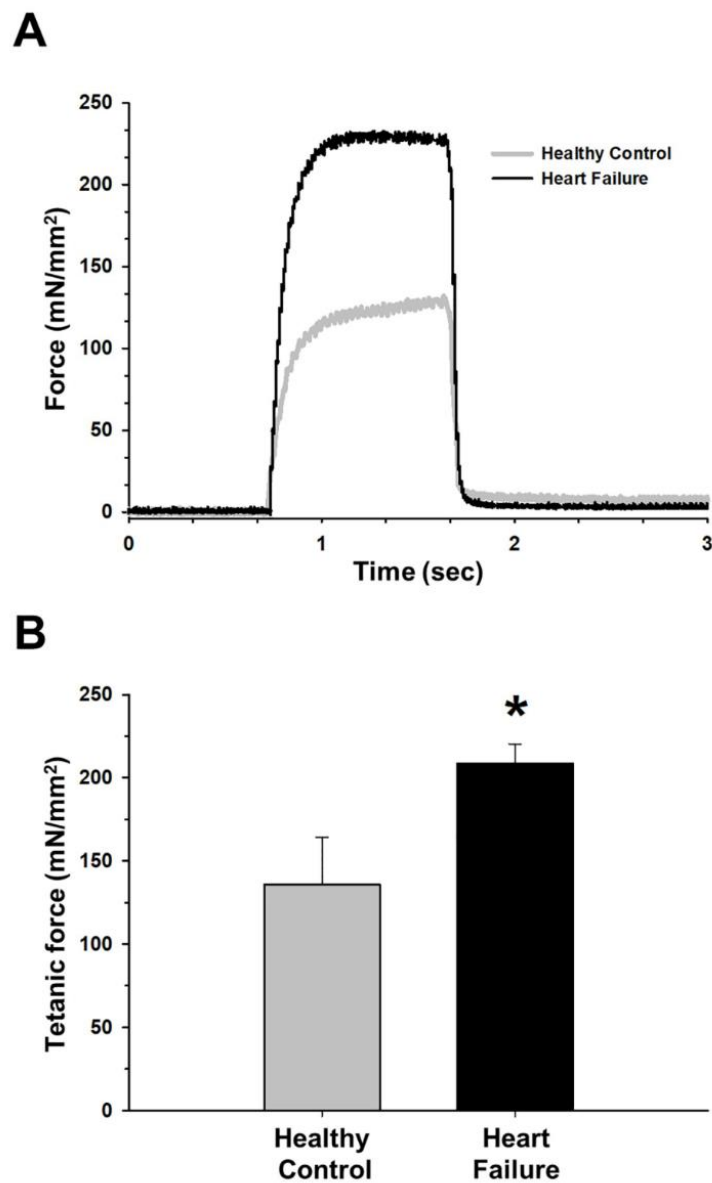 A
250
200
150
100
50
0
Force (mN/mm²)
Healthy Control
Heart Failure
0 1 2 3
Time (sec)
B
250
200
150
100
50
0
Tetanic force (mN/mm²)
*
Healthy Control
Heart Failure